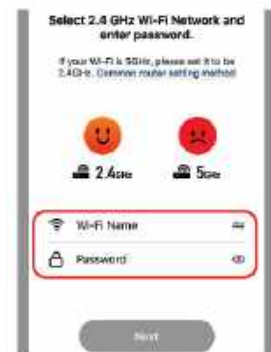 Select 2.4 GHz Wi-Fi Network and
enter password.
If your Wi-Fi is 5GHz, please set it to be
2.4GHz. Common router setting method
2.4GHz
5GHz
Wi-Fi Name
Password
Next